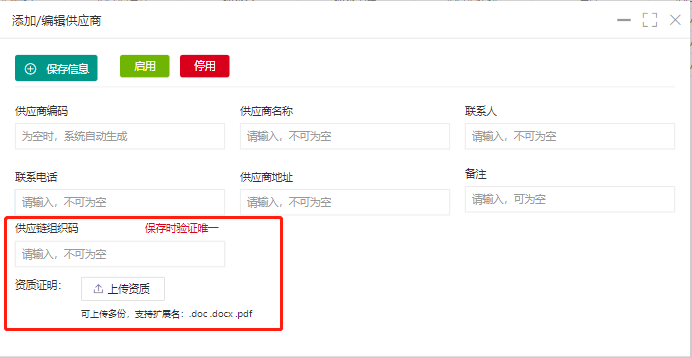 添加/编辑供应商
保存信息 启用 停用
供应商编码 供应商名称 联系人
为空时，系统自动生成 请输入，不可为空 请输入，不可为空
联系电话 供应商地址 备注
请输入，不可为空 请输入，不可为空 请输入，可为空
供应链组织码 保存时验证唯一
请输入，不可为空
资质证明： 上传资质
可上传多份，支持扩展名：.doc .docx .pdf